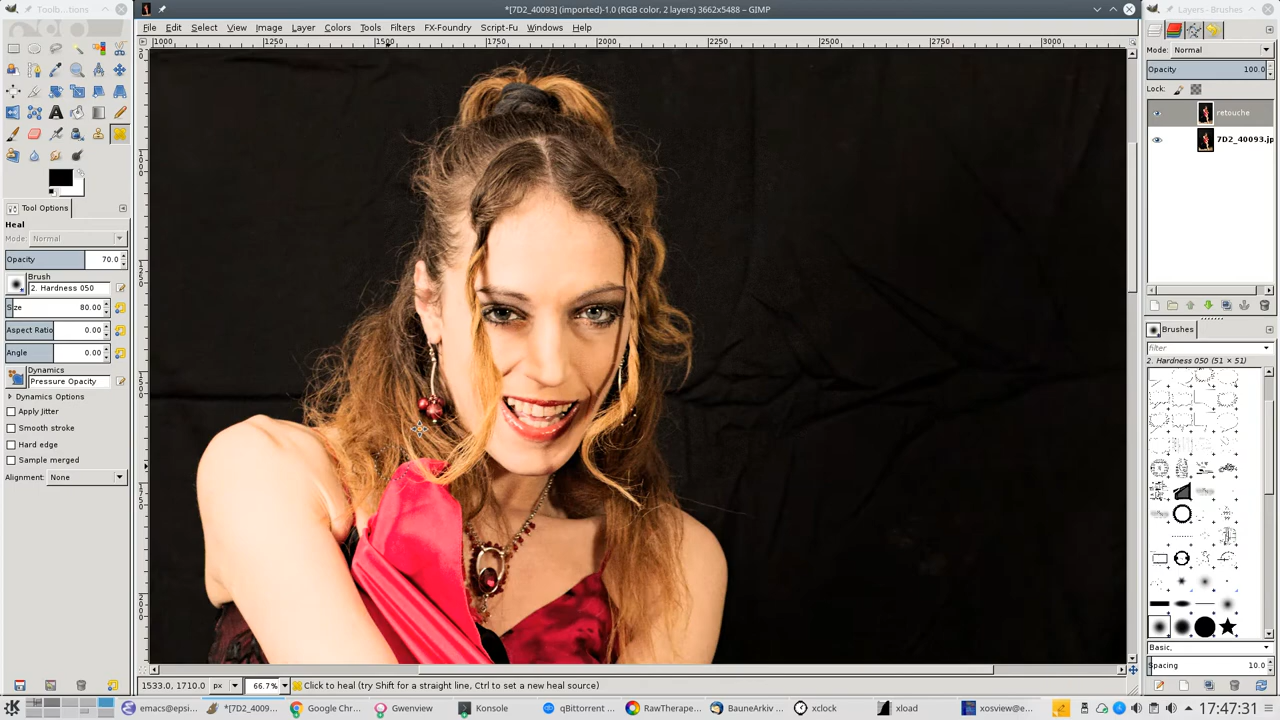 Toolb...
*[7D2_40093] (imported)-1.0 (RGB color, 2 layers) 3662x5488 – GIMP
Layers - Brushes
File Edit Select View Image Layer Colors Tools Filters FX-Foundry Script-Fu Windows Help
1000 1250 1500 1750 2000 2250 2500 2750 3000
Mode: Normal
Opacity 100.0
Lock:
retouche
7D2_40093.jp
Tool Options
Heal
Mode: Normal
Opacity 70.0
Brush
2. Hardness 050
Size 80.00
Aspect Ratio 0.00
Angle 0.00
Dynamics
Pressure Opacity
Dynamics Options
Apply Jitter
Smooth stroke
Hard edge
Sample merged
Alignment: None
Brushes
filter
2. Hardness 050 (51 × 51)
Basic,
Spacing 10.0
1533.0, 1710.0 px 66.7% Click to heal (try Shift for a straight line, Ctrl to set a new heal source)
emacs@epsi... *[7D2_4009... Google Chr... Gwenview Konsole qBittorrent ... RawTherape... BauneArkiv ... xclock xload xosview@e... 17:47:31